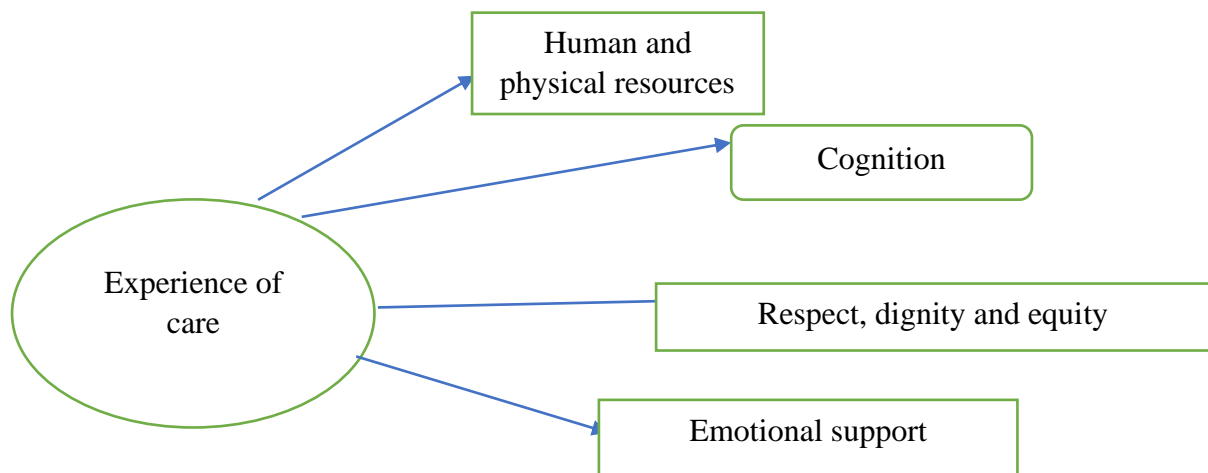 Human and
physical resources
Cognition
Experience of
care
Respect, dignity and equity
Emotional support